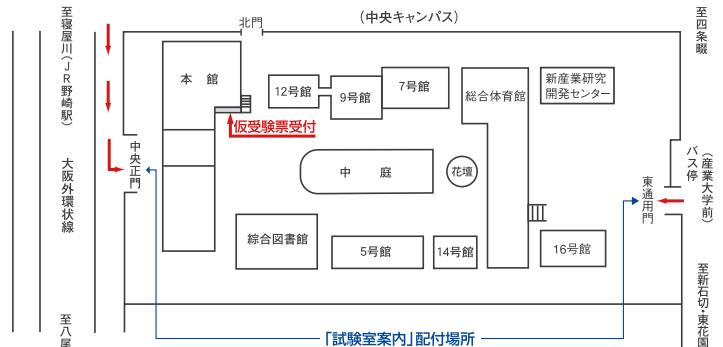 至寝屋川(JR野崎駅)
北門
(中央キャンパス)
至四条畷
本館
12号館
9号館
7号館
総合体育館
新産業研究
開発センター
仮受験票受付
中央正門
大阪外環状線
中庭
花壇
東通用門
バス停
(産業大学前)
綜合図書館
5号館
14号館
16号館
至新石切・東花園
至八尾
「試験室案内」配付場所